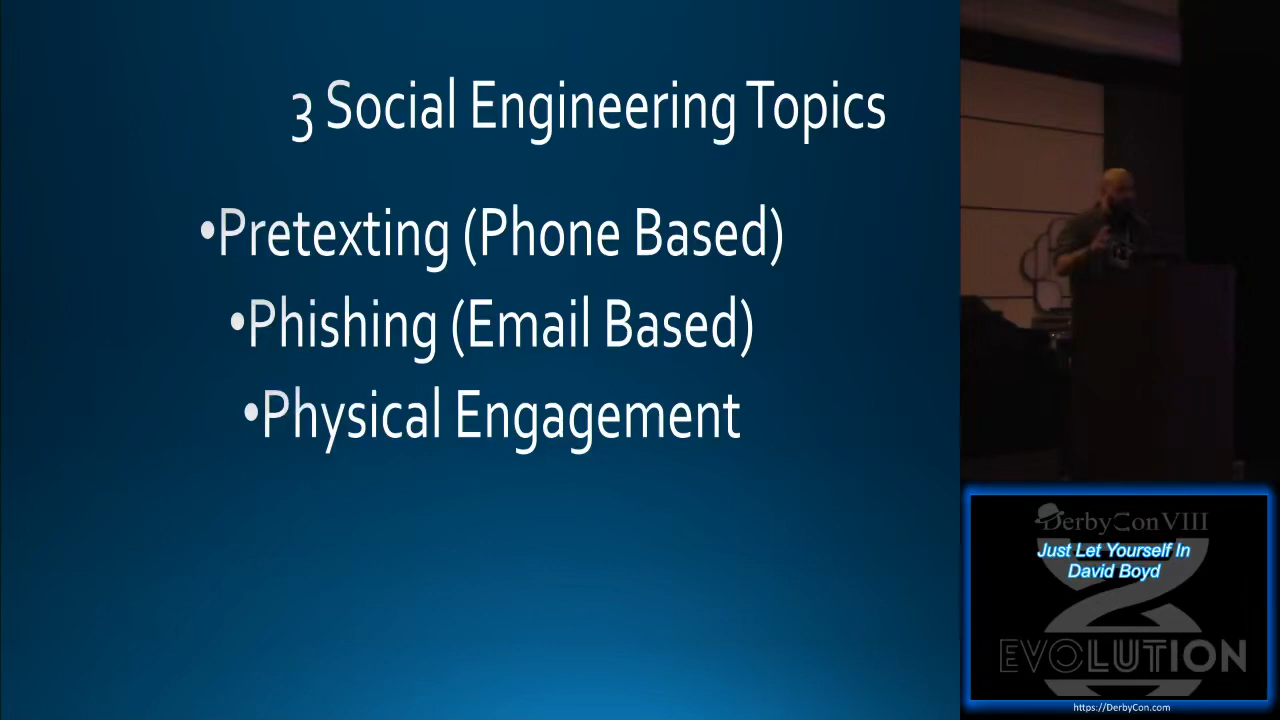 3 Social Engineering Topics
•Pretexting (Phone Based)
•Phishing (Email Based)
•Physical Engagement
DerbyCon VIII
Just Let Yourself In
David Boyd
EVOLUTION
https://DerbyCon.com